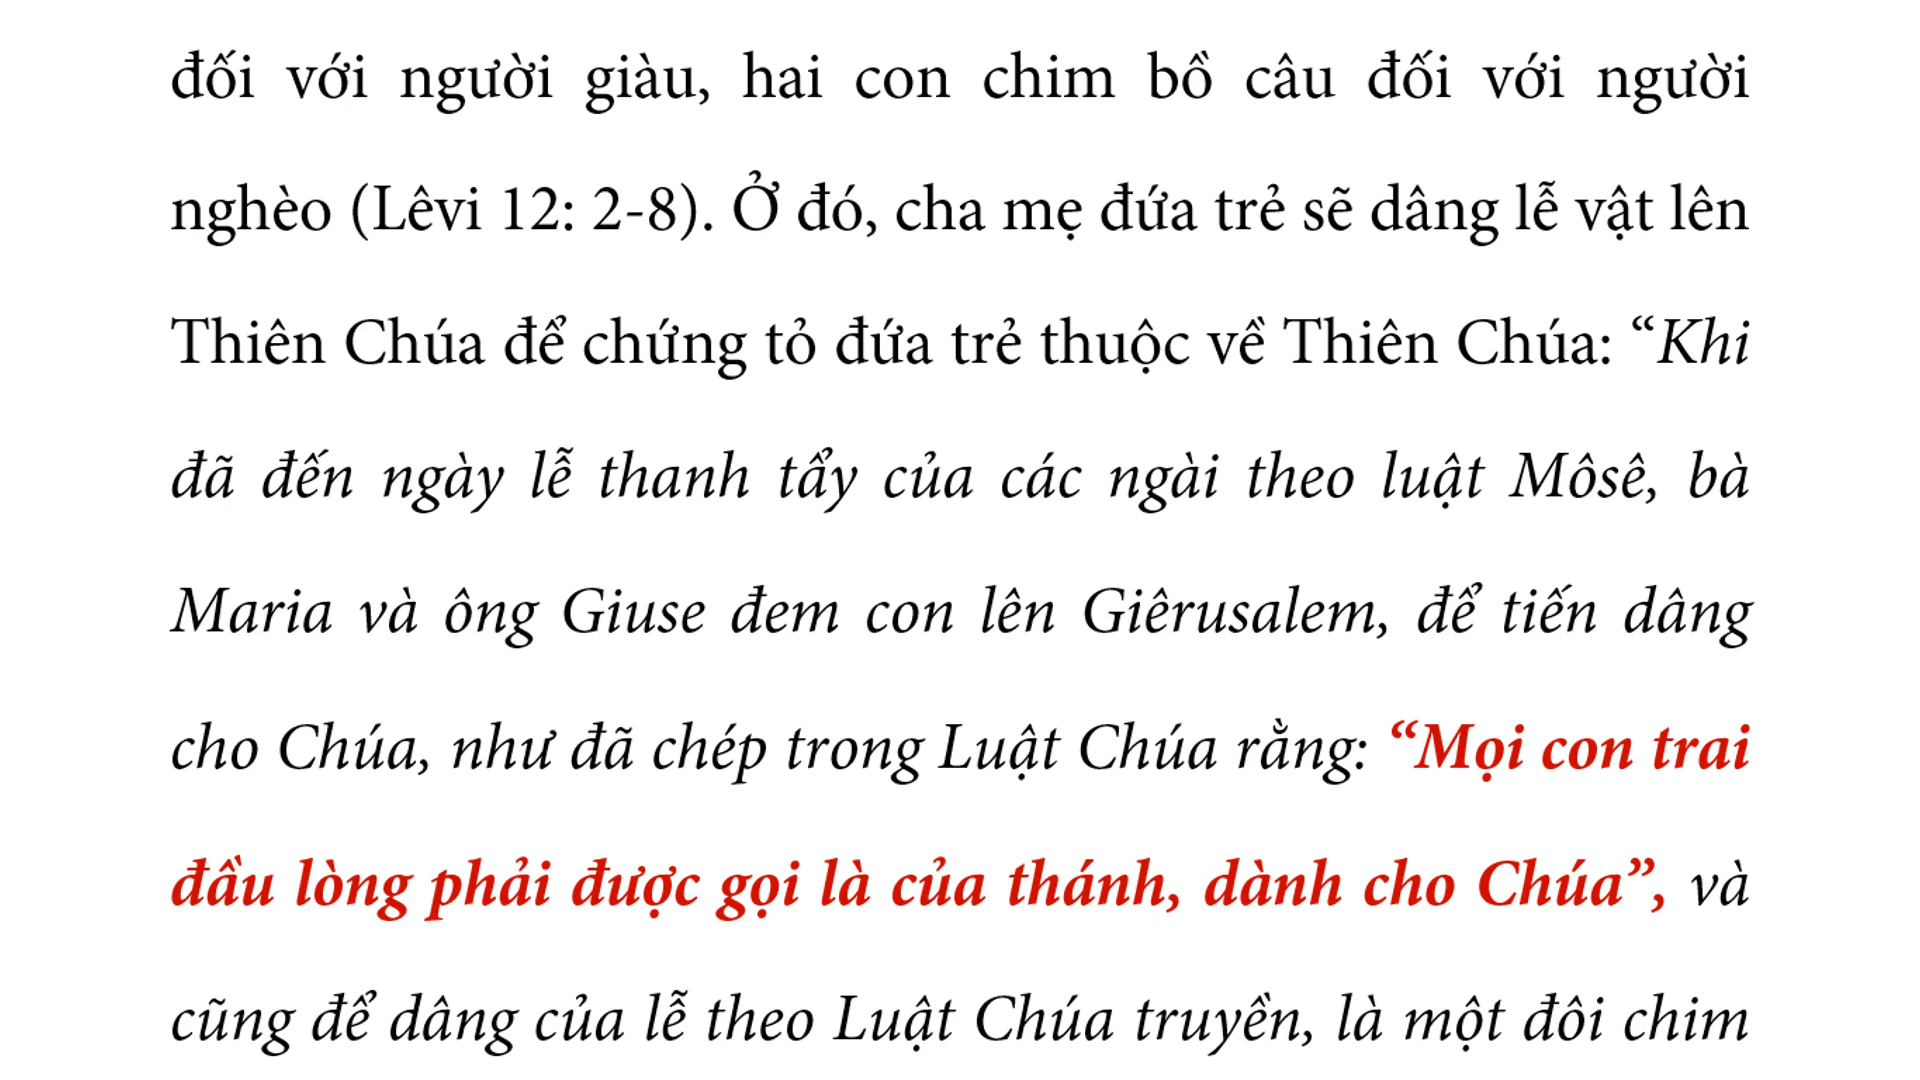 đối với người giàu, hai con chim bồ câu đối với người
nghèo (Lêvi 12: 2-8). Ở đó, cha mẹ đứa trẻ sẽ dâng lễ vật lên
Thiên Chúa để chứng tỏ đứa trẻ thuộc về Thiên Chúa: “Khi
đã đến ngày lễ thanh tẩy của các ngài theo luật Môsê, bà
Maria và ông Giuse đem con lên Giêrusalem, để tiến dâng
cho Chúa, như đã chép trong Luật Chúa rằng: “Mọi con trai
đầu lòng phải được gọi là của thánh, dành cho Chúa”, và
cũng để dâng của lễ theo Luật Chúa truyền, là một đôi chim